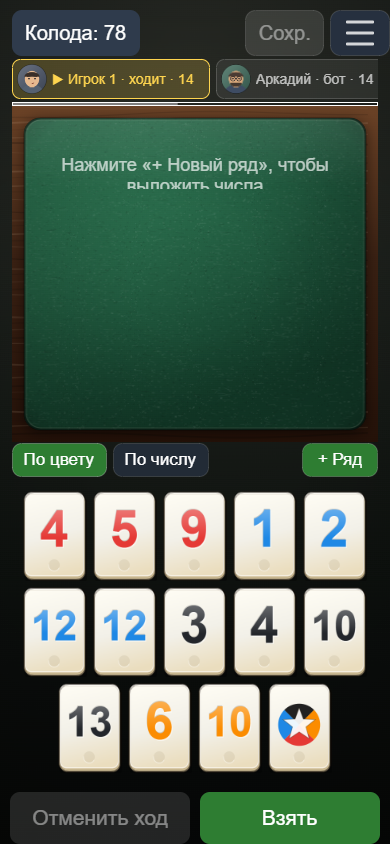 Колода: 78
Сохр.
▶ Игрок 1 · ходит · 14
Аркадий · бот · 14
Нажмите «+ Новый ряд», чтобы
выложить числа
По цвету
По числу
+ Ряд
4 5 9 1 2
12 12 3 4 10
13 6 10
Отменить ход
Взять